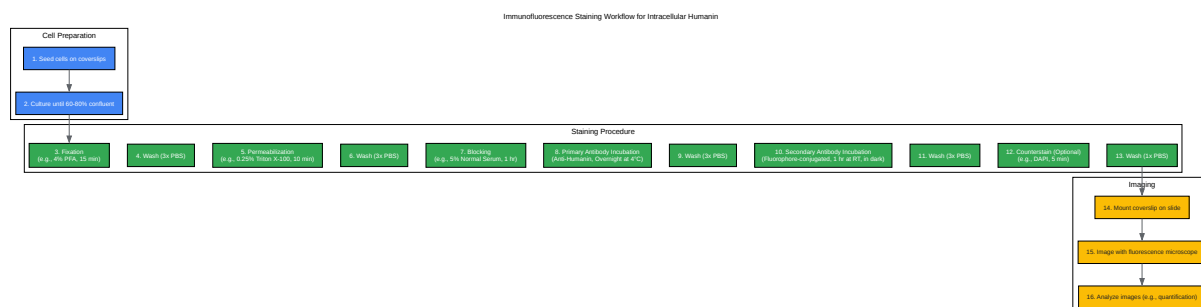 Immunofluorescence Staining Workflow for Intracellular Humanin
Cell Preparation
1. Seed cells on coverslips
2. Culture until 60-80% confluent
Staining Procedure
3. Fixation
(e.g., 4% PFA, 15 min)
4. Wash (3x PBS)
5. Permeabilization
(e.g., 0.25% Triton X-100, 10 min)
6. Wash (3x PBS)
7. Blocking
(e.g., 5% Normal Serum, 1 hr)
8. Primary Antibody Incubation
(Anti-Humanin, Overnight at 4°C)
9. Wash (3x PBS)
10. Secondary Antibody Incubation
(Fluorophore-conjugated, 1 hr at RT, in dark)
11. Wash (3x PBS)
12. Counterstain (Optional)
(e.g., DAPI, 5 min)
13. Wash (1x PBS)
Imaging
14. Mount coverslip on slide
15. Image with fluorescence microscope
16. Analyze images (e.g., quantification)